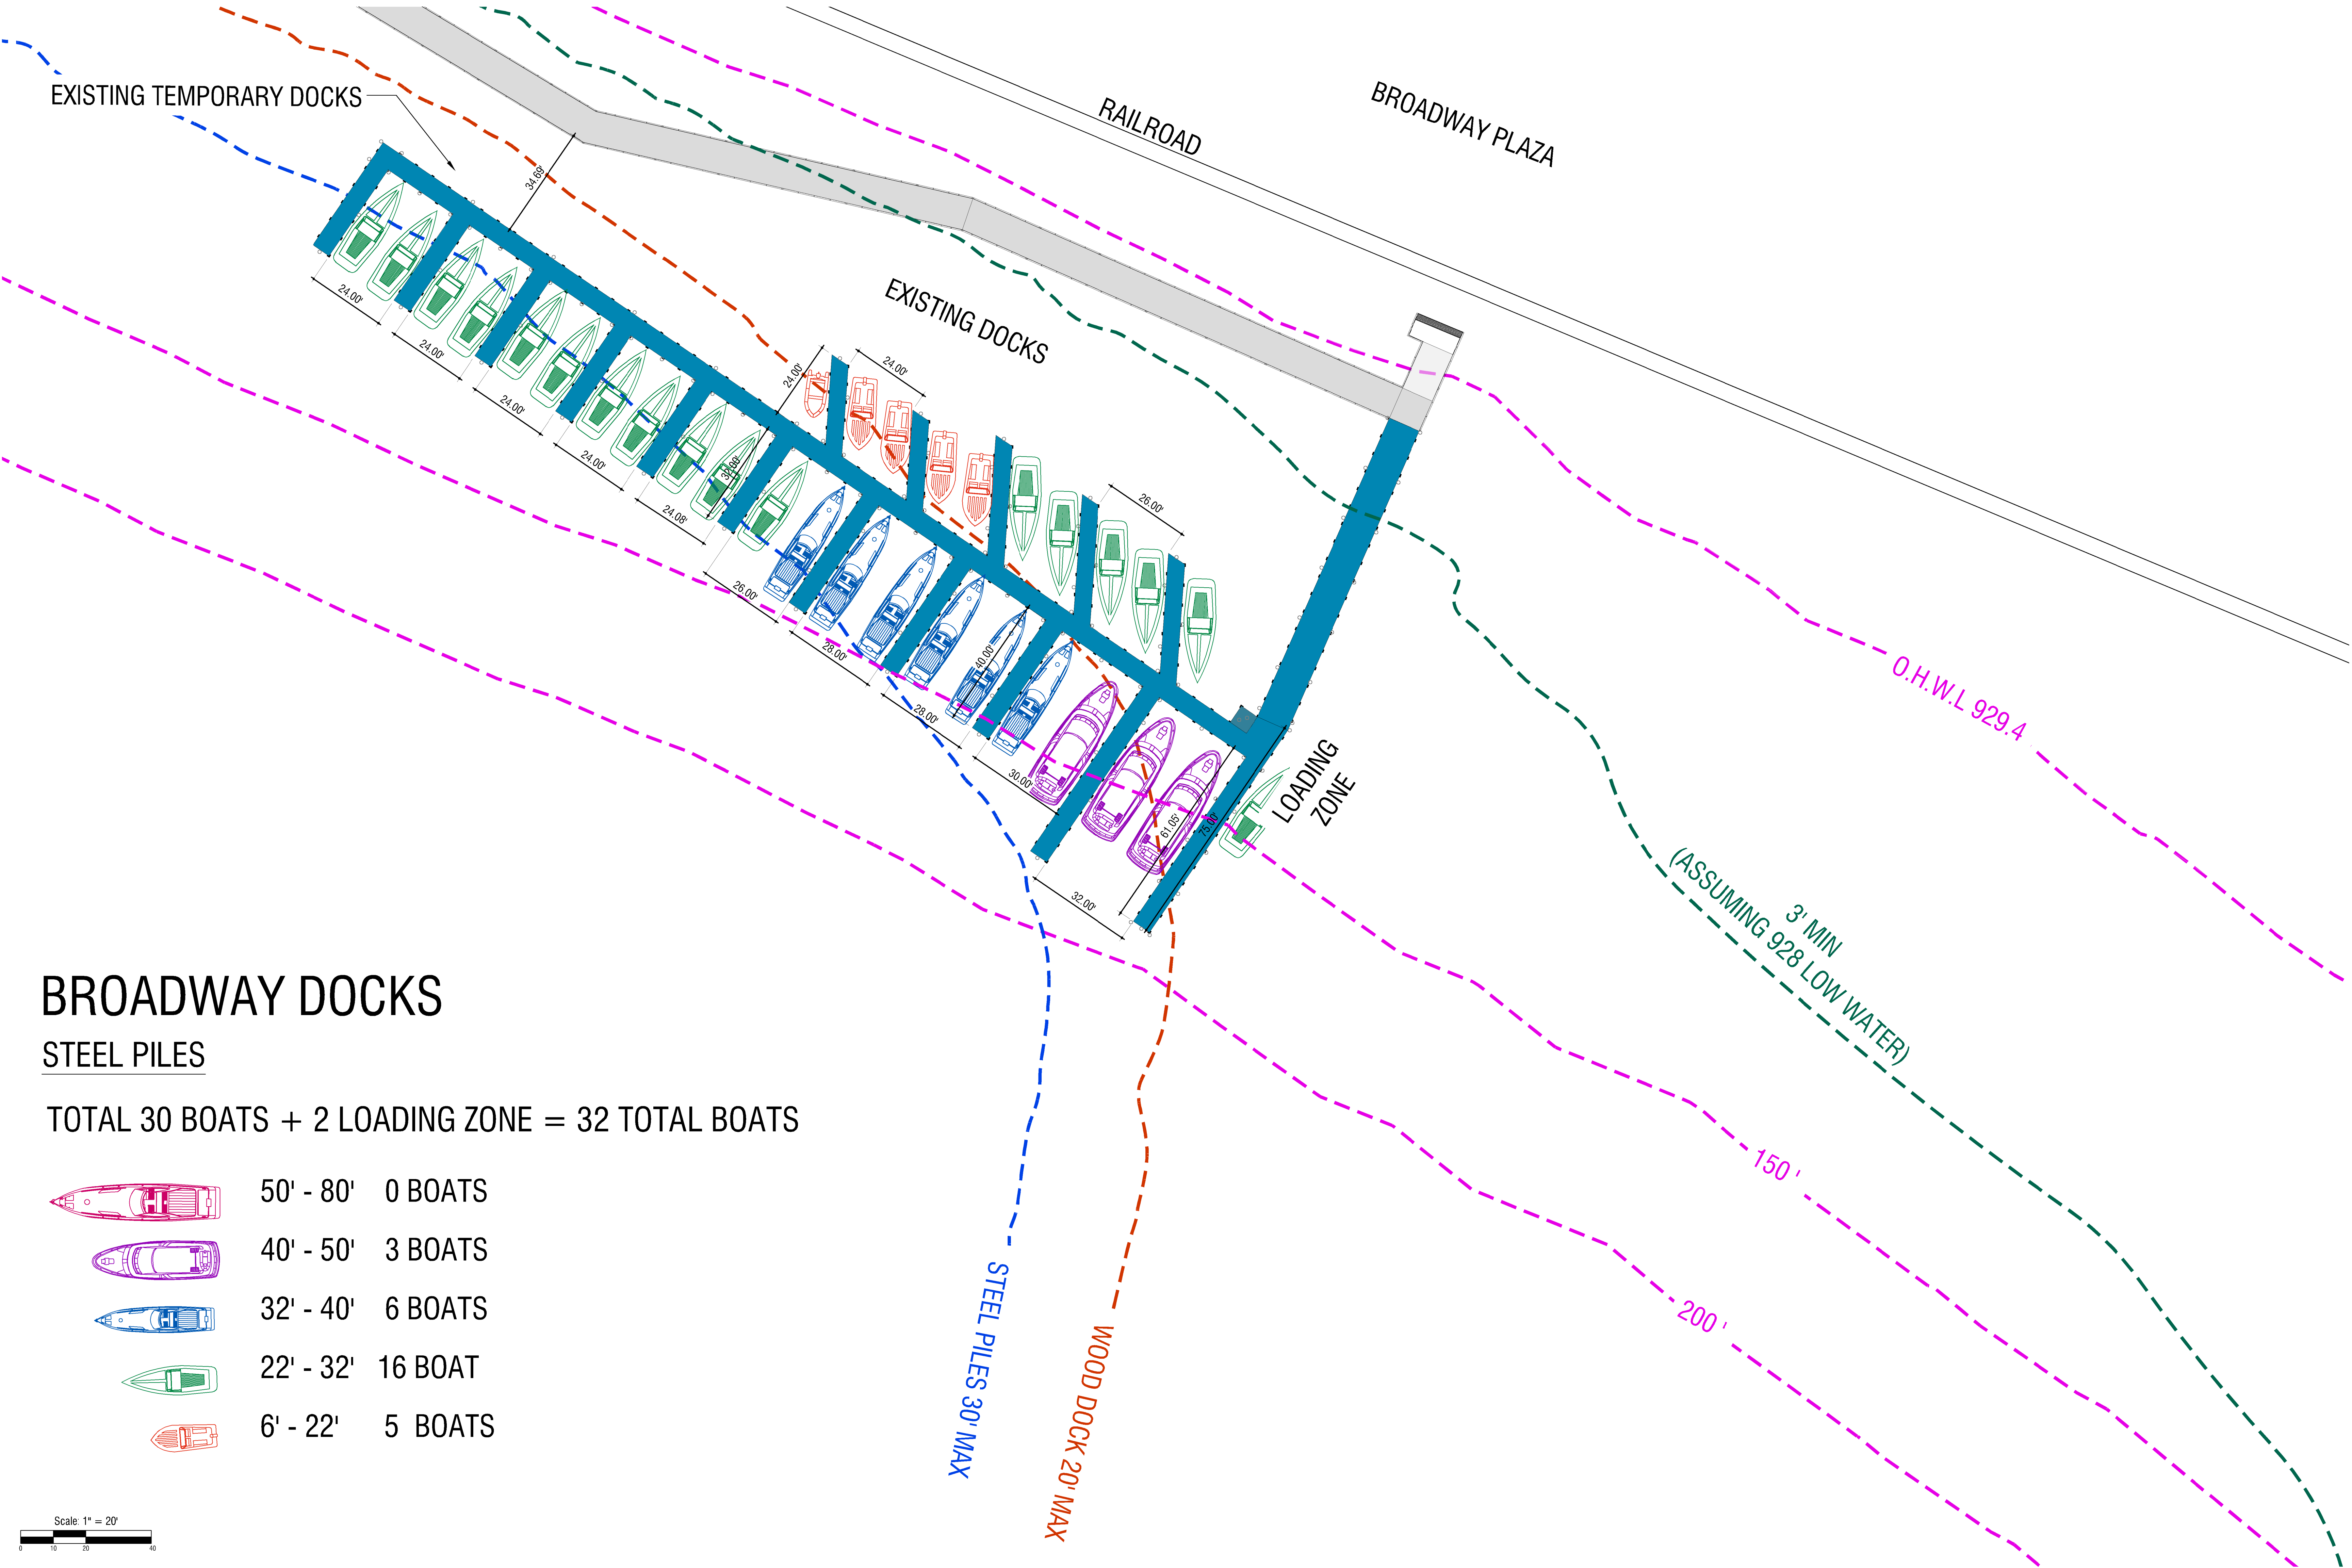 EXISTING TEMPORARY DOCKS
RAILROAD
BROADWAY PLAZA
34.69'
EXISTING DOCKS
24.00'
24.00'
24.00'
24.00'
24.08'
26.00'
28.00'
28.00'
30.00'
32.00'
24.00'
24.00'
26.00'
40.00'
61.05'
75.00'
LOADING
ZONE
O.H.W.L 929.4
3' MIN
(ASSUMING 928 LOW WATER)
150 '
200 '
STEEL PILES 30' MAX
WOOD DOCK 20' MAX
BROADWAY DOCKS
STEEL PILES
TOTAL 30 BOATS + 2 LOADING ZONE = 32 TOTAL BOATS
50' - 80' 0 BOATS
40' - 50' 3 BOATS
32' - 40' 6 BOATS
22' - 32' 16 BOAT
6' - 22' 5 BOATS
Scale: 1" = 20'
0 10 20 40